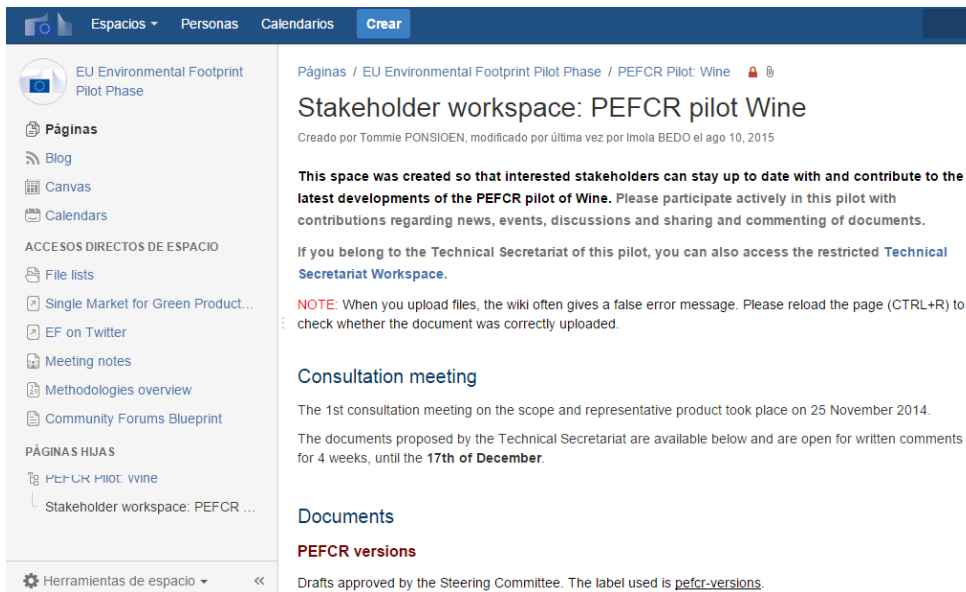 Espacios Personas Calendarios Crear
EU Environmental Footprint
Pilot Phase
Páginas
Blog
Canvas
Calendars
ACCESOS DIRECTOS DE ESPACIO
File lists
Single Market for Green Product...
EF on Twitter
Meeting notes
Methodologies overview
Community Forums Blueprint
PÁGINAS HIJAS
PEFCR Pilot: Wine
Stakeholder workspace: PEFCR ...
Herramientas de espacio
Páginas / EU Environmental Footprint Pilot Phase / PEFCR Pilot: Wine
Stakeholder workspace: PEFCR pilot Wine
Creado por Tommie PONSIOEN, modificado por última vez por Imola BEDO el ago 10, 2015
This space was created so that interested stakeholders can stay up to date with and contribute to the
latest developments of the PEFCR pilot of Wine. Please participate actively in this pilot with
contributions regarding news, events, discussions and sharing and commenting of documents.
If you belong to the Technical Secretariat of this pilot, you can also access the restricted Technical
Secretariat Workspace.
NOTE: When you upload files, the wiki often gives a false error message. Please reload the page (CTRL+R) to
check whether the document was correctly uploaded.
Consultation meeting
The 1st consultation meeting on the scope and representative product took place on 25 November 2014.
The documents proposed by the Technical Secretariat are available below and are open for written comments
for 4 weeks, until the 17th of December.
Documents
PEFCR versions
Drafts approved by the Steering Committee. The label used is pefcr-versions.